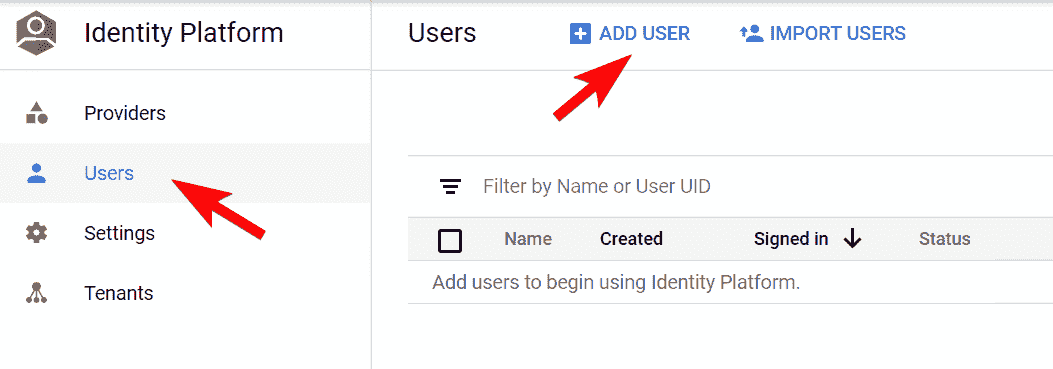 Identity Platform
Users ADD USER IMPORT USERS
Providers
Users
Settings
Tenants
Filter by Name or User UID
Name Created Signed in Status
Add users to begin using Identity Platform.